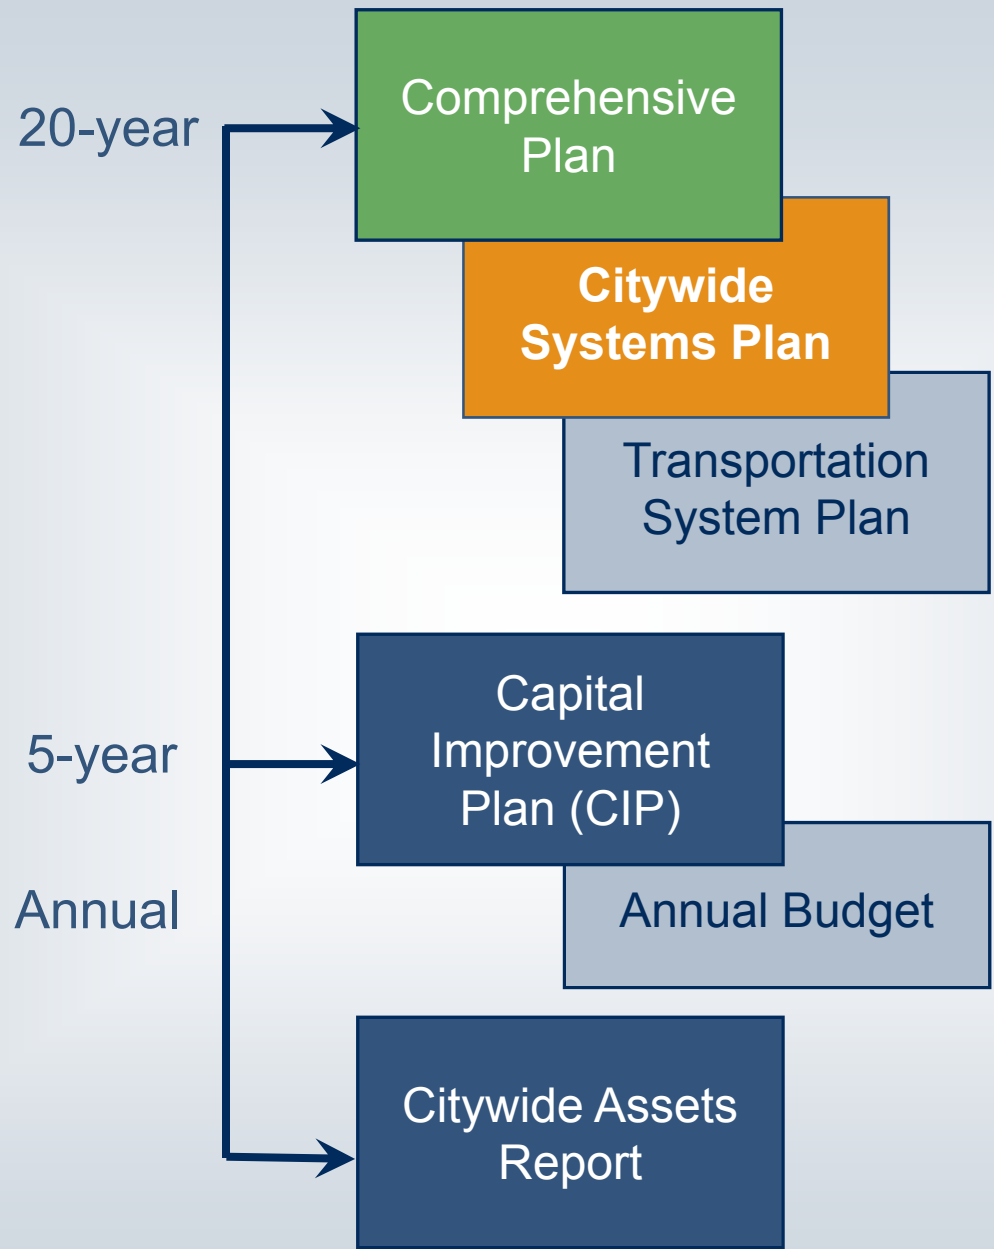 20-year
Comprehensive
Plan
Citywide
Systems Plan
Transportation
System Plan
5-year
Capital
Improvement
Plan (CIP)
Annual
Annual Budget
Citywide Assets
Report